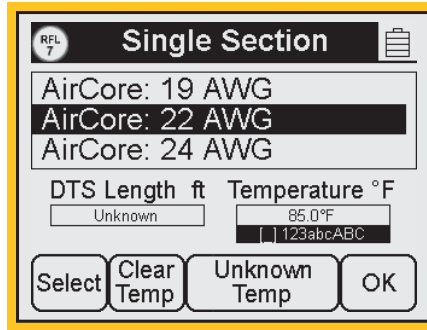 RFL
7
Single Section
AirCore: 19 AWG
AirCore: 22 AWG
AirCore: 24 AWG
DTS Length ft Temperature °F
Unknown 85.0°F
[ ] 123abcABC
Select Clear Temp Unknown Temp OK